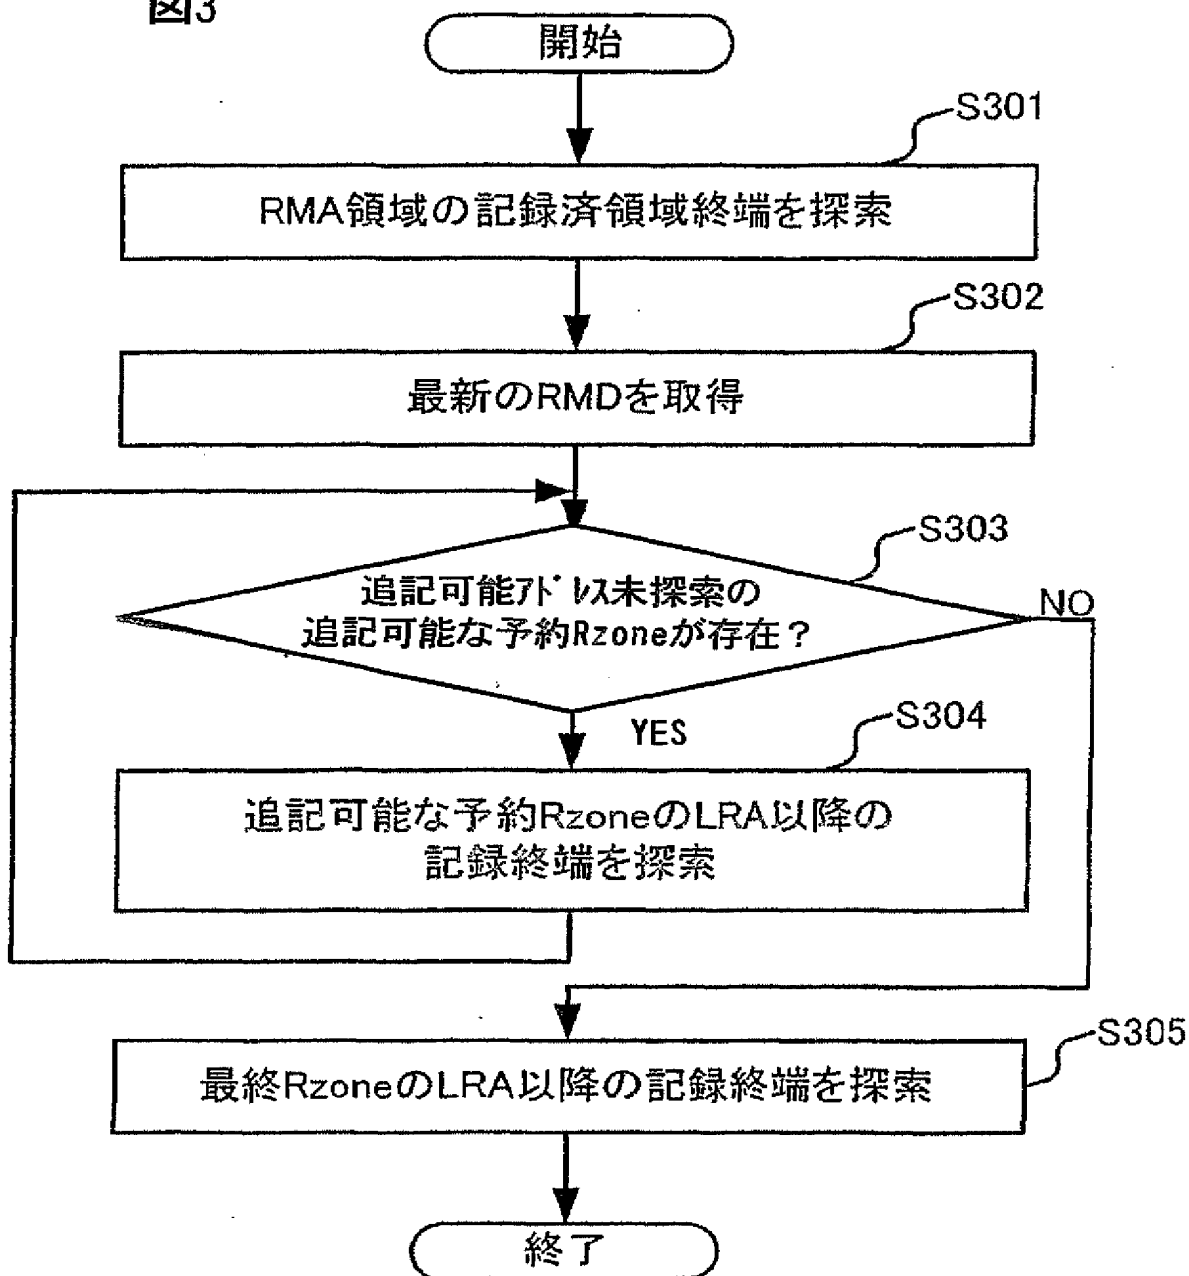 図3
開始
S301
RMA領域の記録済領域終端を探索
S302
最新のRMDを取得
S303
追記可能ｱﾄﾞﾚｽ未探索の
追記可能な予約Rzoneが存在？
NO
YES
S304
追記可能な予約RzoneのLRA以降の
記録終端を探索
S305
最終RzoneのLRA以降の記録終端を探索
終了